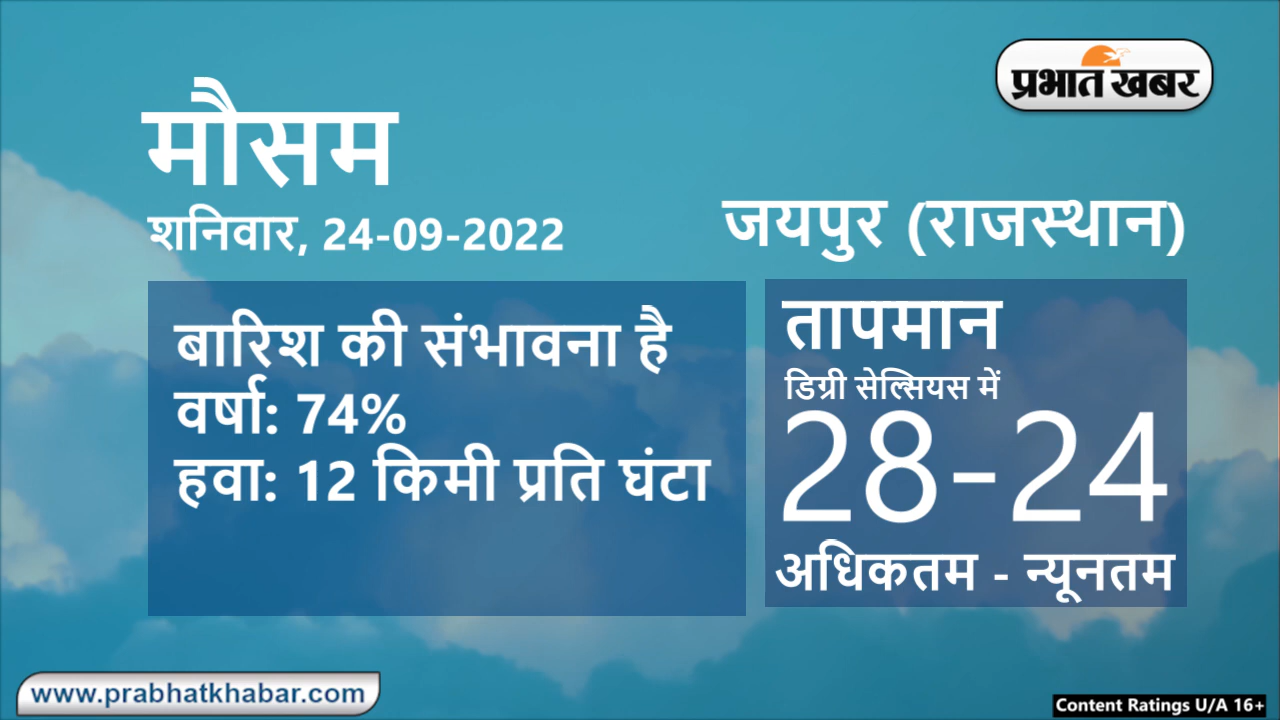 प्रभात खबर
मौसम
शनिवार, 24-09-2022
जयपुर (राजस्थान)
बारिश की संभावना है
वर्षा: 74%
हवा: 12 किमी प्रति घंटा
तापमान
डिग्री सेल्सियस में
28-24
अधिकतम - न्यूनतम
www.prabhatkhabar.com
Content Ratings U/A 16+